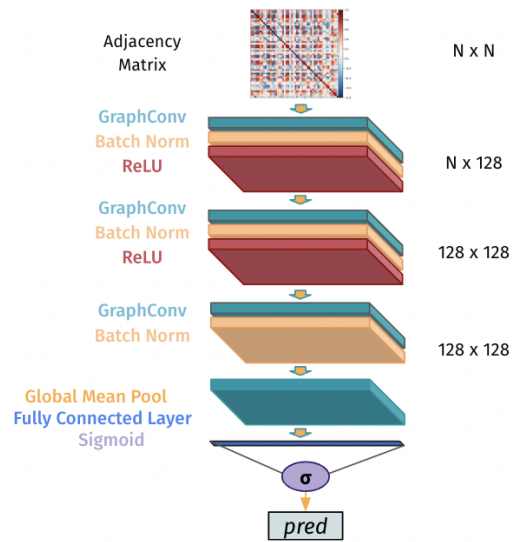 Adjacency
Matrix
N x N
GraphConv
Batch Norm
ReLU
N x 128
GraphConv
Batch Norm
ReLU
128 x 128
GraphConv
Batch Norm
128 x 128
Global Mean Pool
Fully Connected Layer
Sigmoid
σ
pred